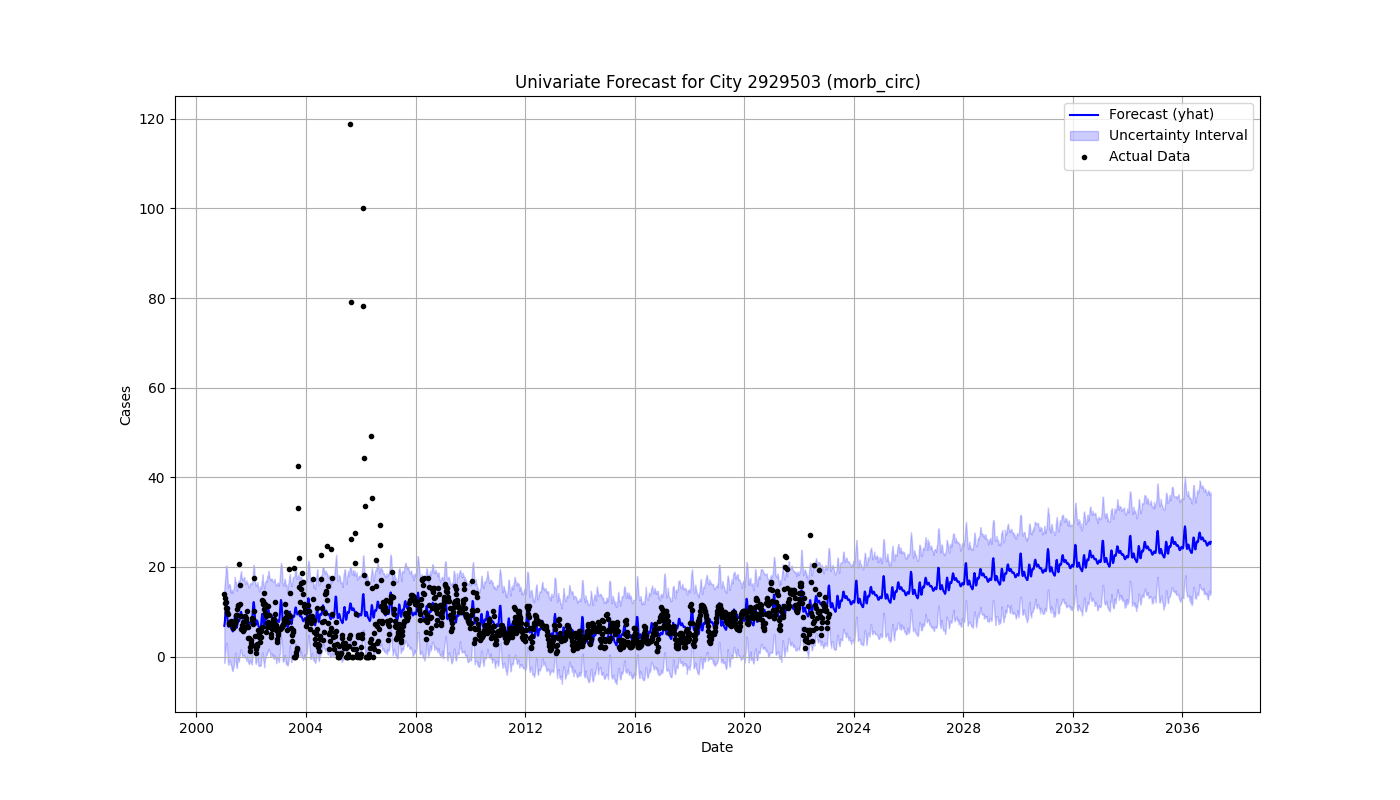 Univariate Forecast for City 2929503 (morb_circ)
Forecast (yhat)
Uncertainty Interval
Actual Data
120
100
80
60
40
20
0
Cases
2000 2004 2008 2012 2016 2020 2024 2028 2032 2036
Date